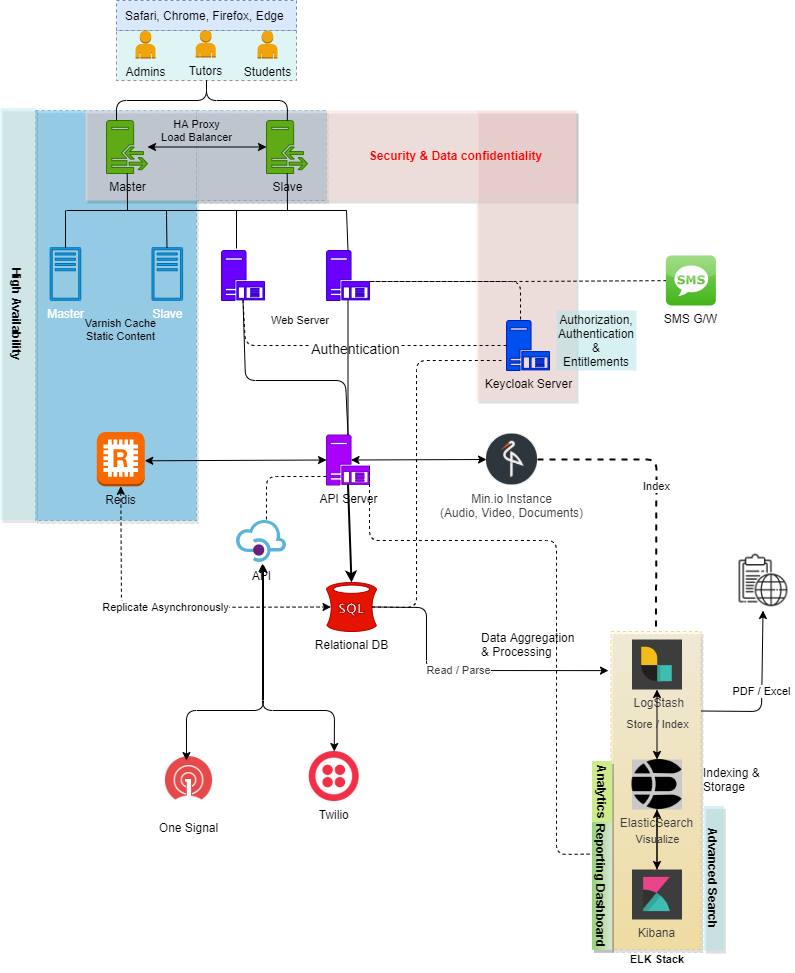 Safari, Chrome, Firefox, Edge
Admins
Tutors
Students
HA Proxy
Load Balancer
Master
Slave
Security & Data confidentiality
High Availability
Master
Slave
Varnish Cache
Static Content
Web Server
SMS
SMS G/W
Authentication
Authorization,
Authentication
&
Entitlements
Keycloak Server
R
Redis
API Server
Min.io Instance
(Audio, Video, Documents)
Index
API
Replicate Asynchronously
SQL
Relational DB
Data Aggregation
& Processing
Read / Parse
LogStash
Store / Index
PDF / Excel
Indexing &
Storage
ElasticSearch
Visualize
Kibana
Analytics Reporting Dashboard
Advanced Search
ELK Stack
One Signal
Twilio